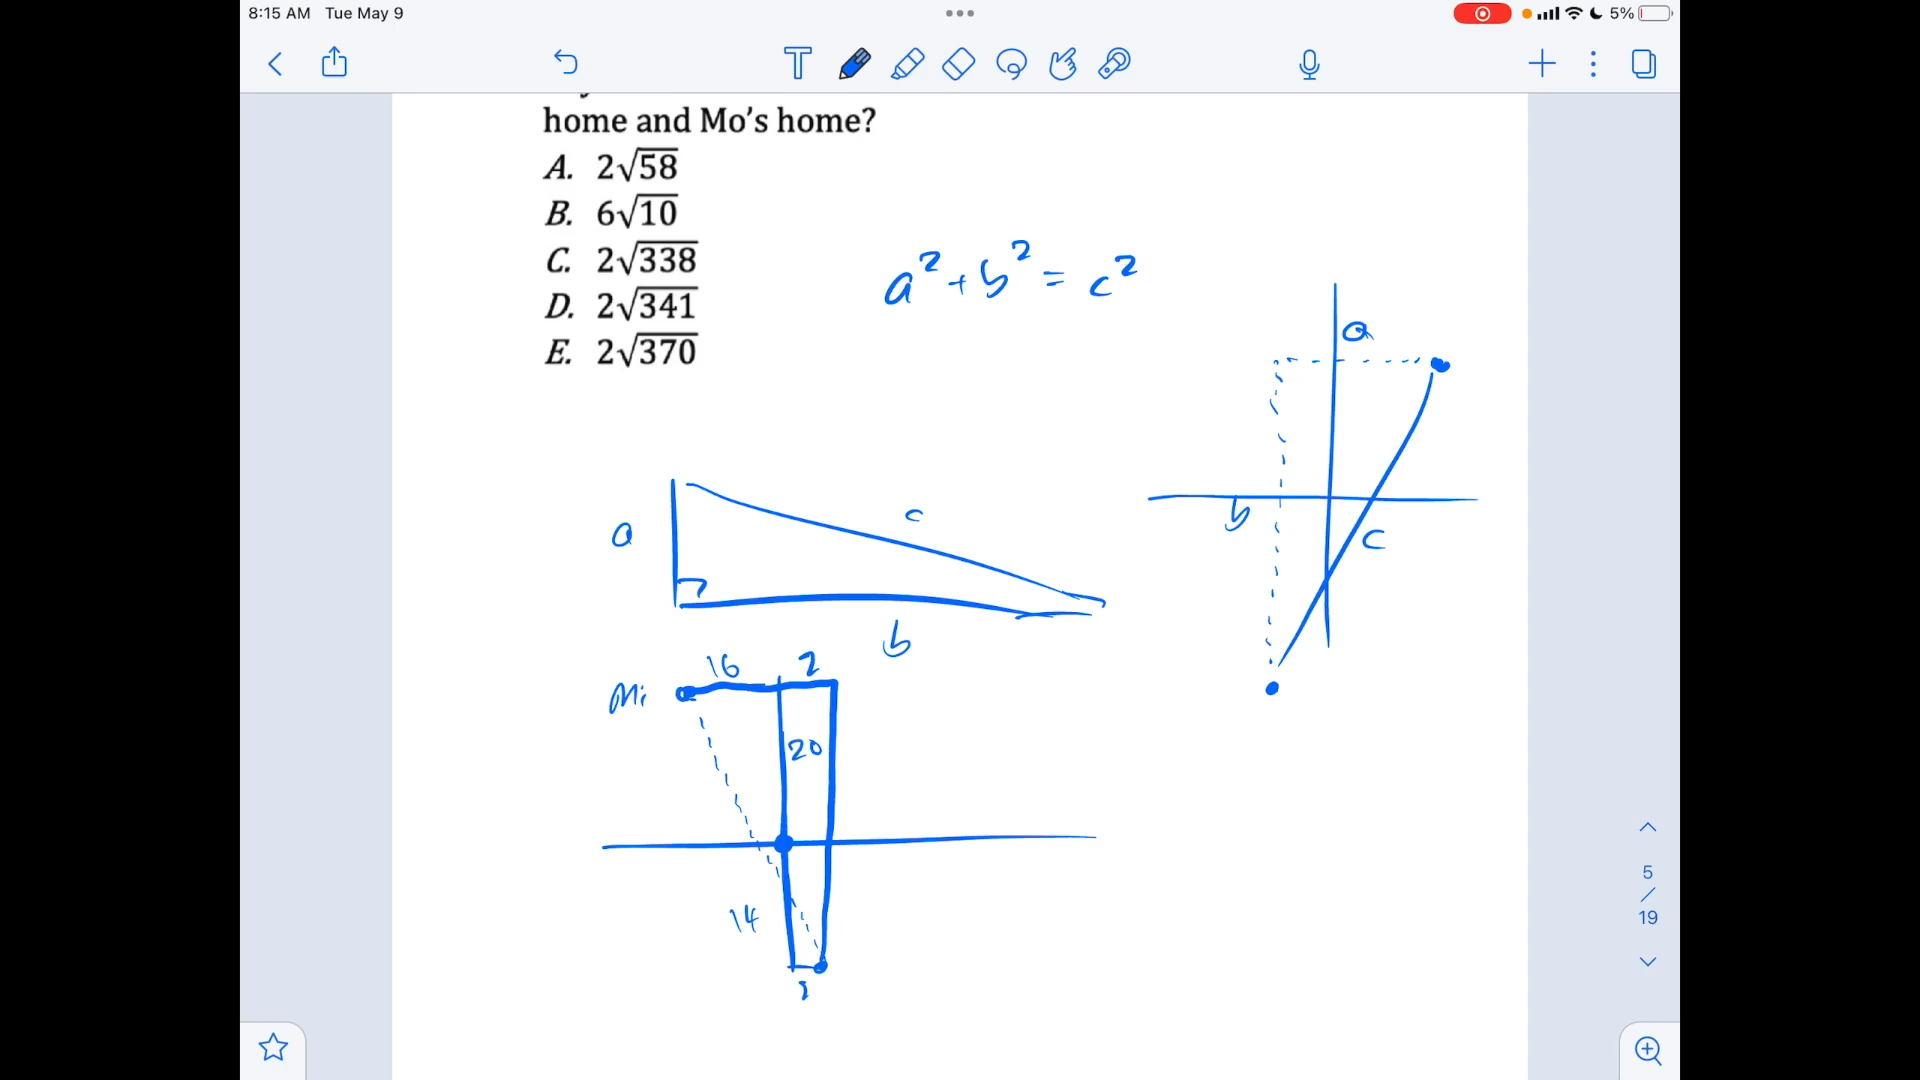 8:15 AM Tue May 9
5%
home and Mo's home?
A. 2√58
B. 6√10
C. 2√338
D. 2√341
E. 2√370
a² + b² = c²
a
b
c
a
c
b
16 2
Mi
20
14
5
/
19